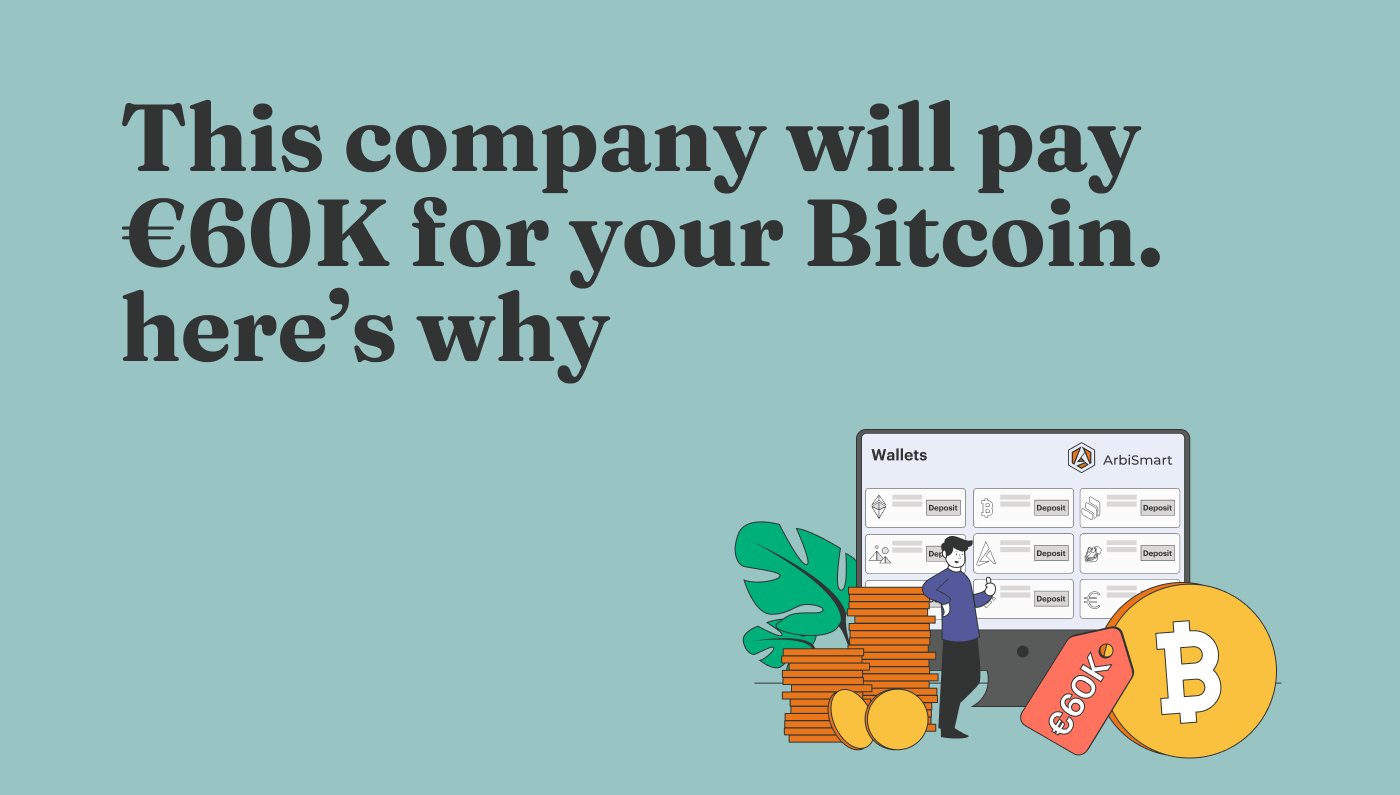 This company will pay
€60K for your Bitcoin.
here’s why
Wallets
ArbiSmart
Deposit
Deposit
Deposit
Dep
Deposit
Deposit
Deposit
€60K